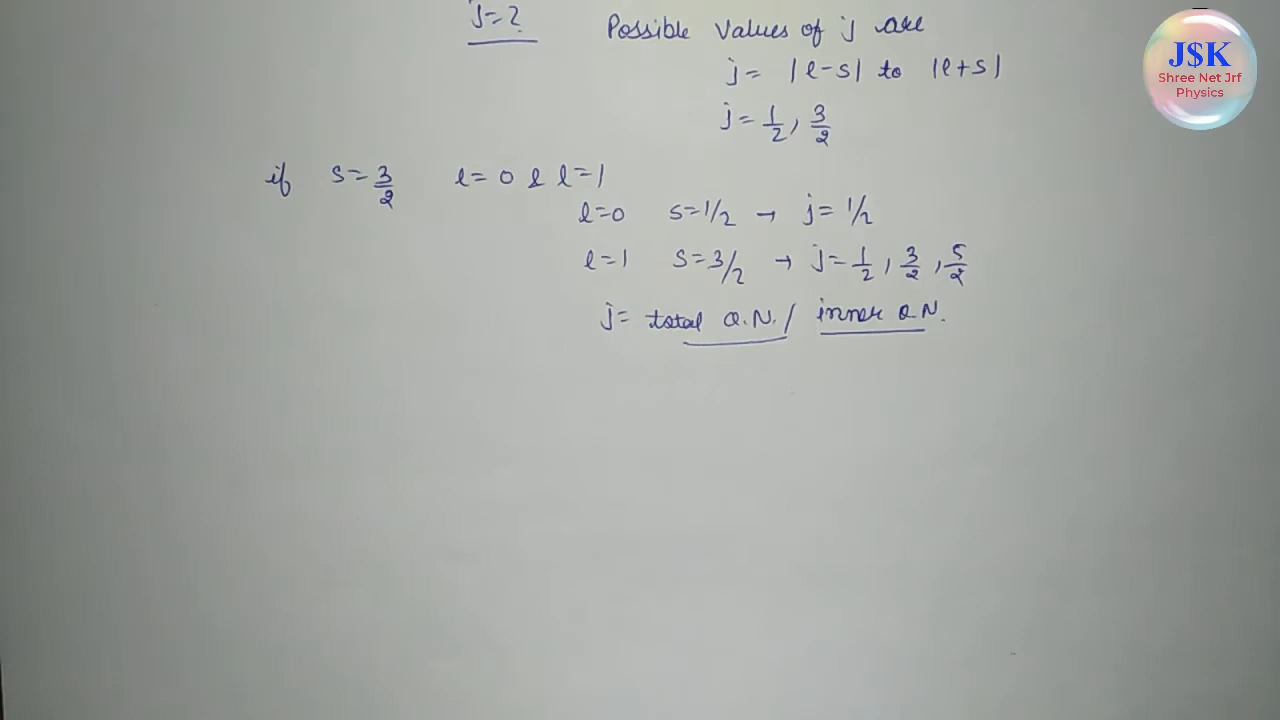 j=?
Possible Values of j are
j= |l-s| to |l+s|
j= 1/2, 3/2
if s= 3/2 l= 0 & l=1
l=0 s=1/2 → j= 1/2
l=1 s=3/2 → j= 1/2, 3/2, 5/2
j= total Q.N./ inner Q.N.
JSK
Shree Net Jrf
Physics